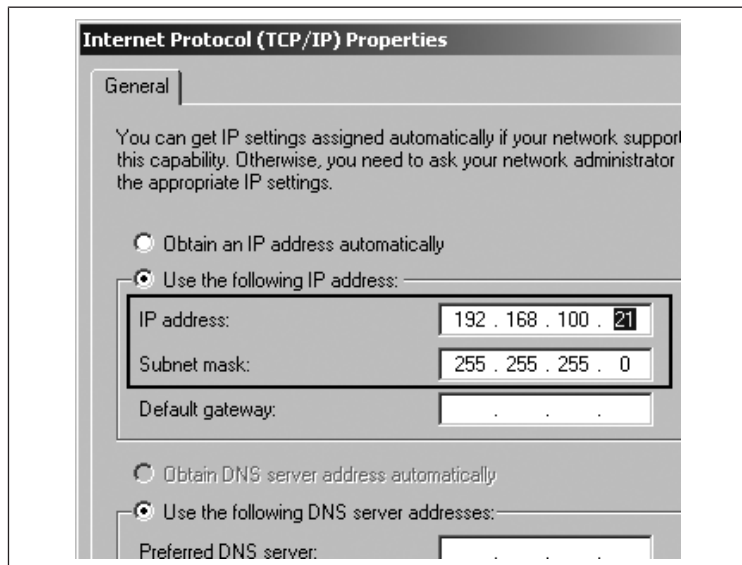 Internet Protocol (TCP/IP) Properties
General
You can get IP settings assigned automatically if your network suppor
this capability. Otherwise, you need to ask your network administrator
the appropriate IP settings.
Obtain an IP address automatically
Use the following IP address:
IP address: 192 . 168 . 100 . 21
Subnet mask: 255 . 255 . 255 . 0
Default gateway: . . .
Obtain DNS server address automatically
Use the following DNS server addresses:
Preferred DNS server: . . .